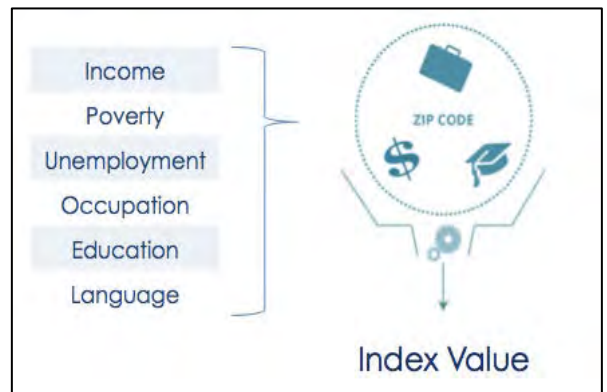 Income
Poverty
Unemployment
Occupation
Education
Language
ZIP CODE
$
Index Value